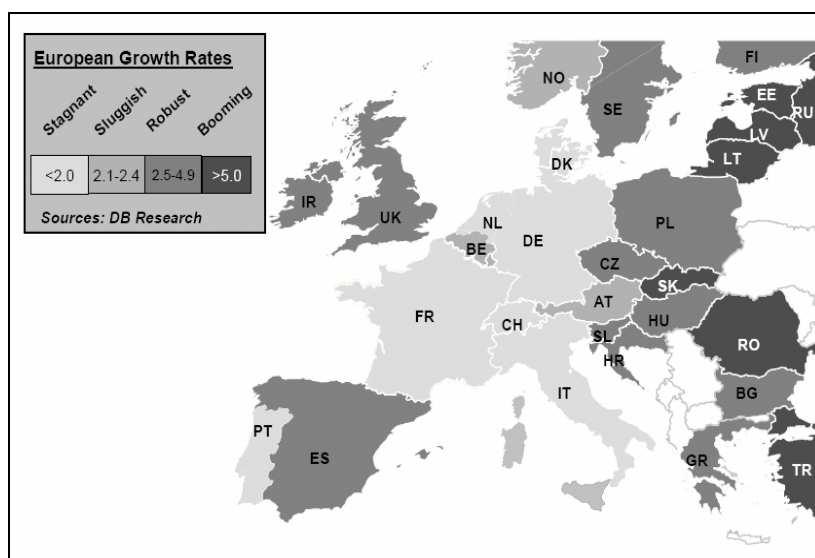 European Growth Rates
Stagnant
Sluggish
Robust
Booming
<2.0 2.1-2.4 2.5-4.9 >5.0
Sources: DB Research
NO
SE
FI
EE
RU
LV
LT
DK
IR
UK
NL
BE
DE
PL
CZ
SK
FR
CH
AT
HU
SL
HR
RO
IT
BG
PT
ES
GR
TR